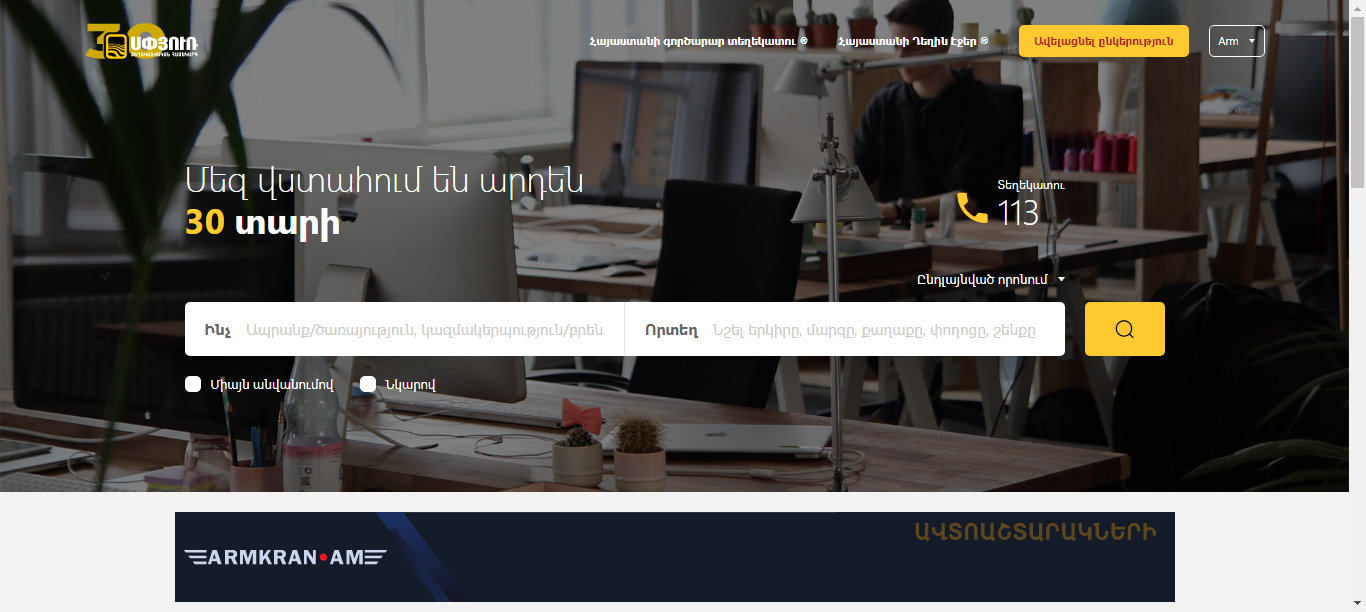 30 ՍՓՅՈՒՌ
ՏԵՂԵԿԱՏՎԱԿԱՆ ՀԱՄԱԿԱՐԳ
Հայաստանի գործարար տեղեկատու ®
Հայաստանի Դեղին Էջեր ®
Ավելացնել ընկերություն
Arm
Մեզ վստահում են արդեն
30 տարի
Տեղեկատու
113
Ընդլայնված որոնում
Ինչ Ապրանք/ծառայություն, կազմակերպություն/բրեն
Որտեղ Նշել երկիրը, մարզը, քաղաքը, փողոցը, շենքը
Միայն անվանումով
Նկարով
ARMKRAN•AM
ԱՎՏՈԱՇՏԱՐԱԿՆԵՐԻ